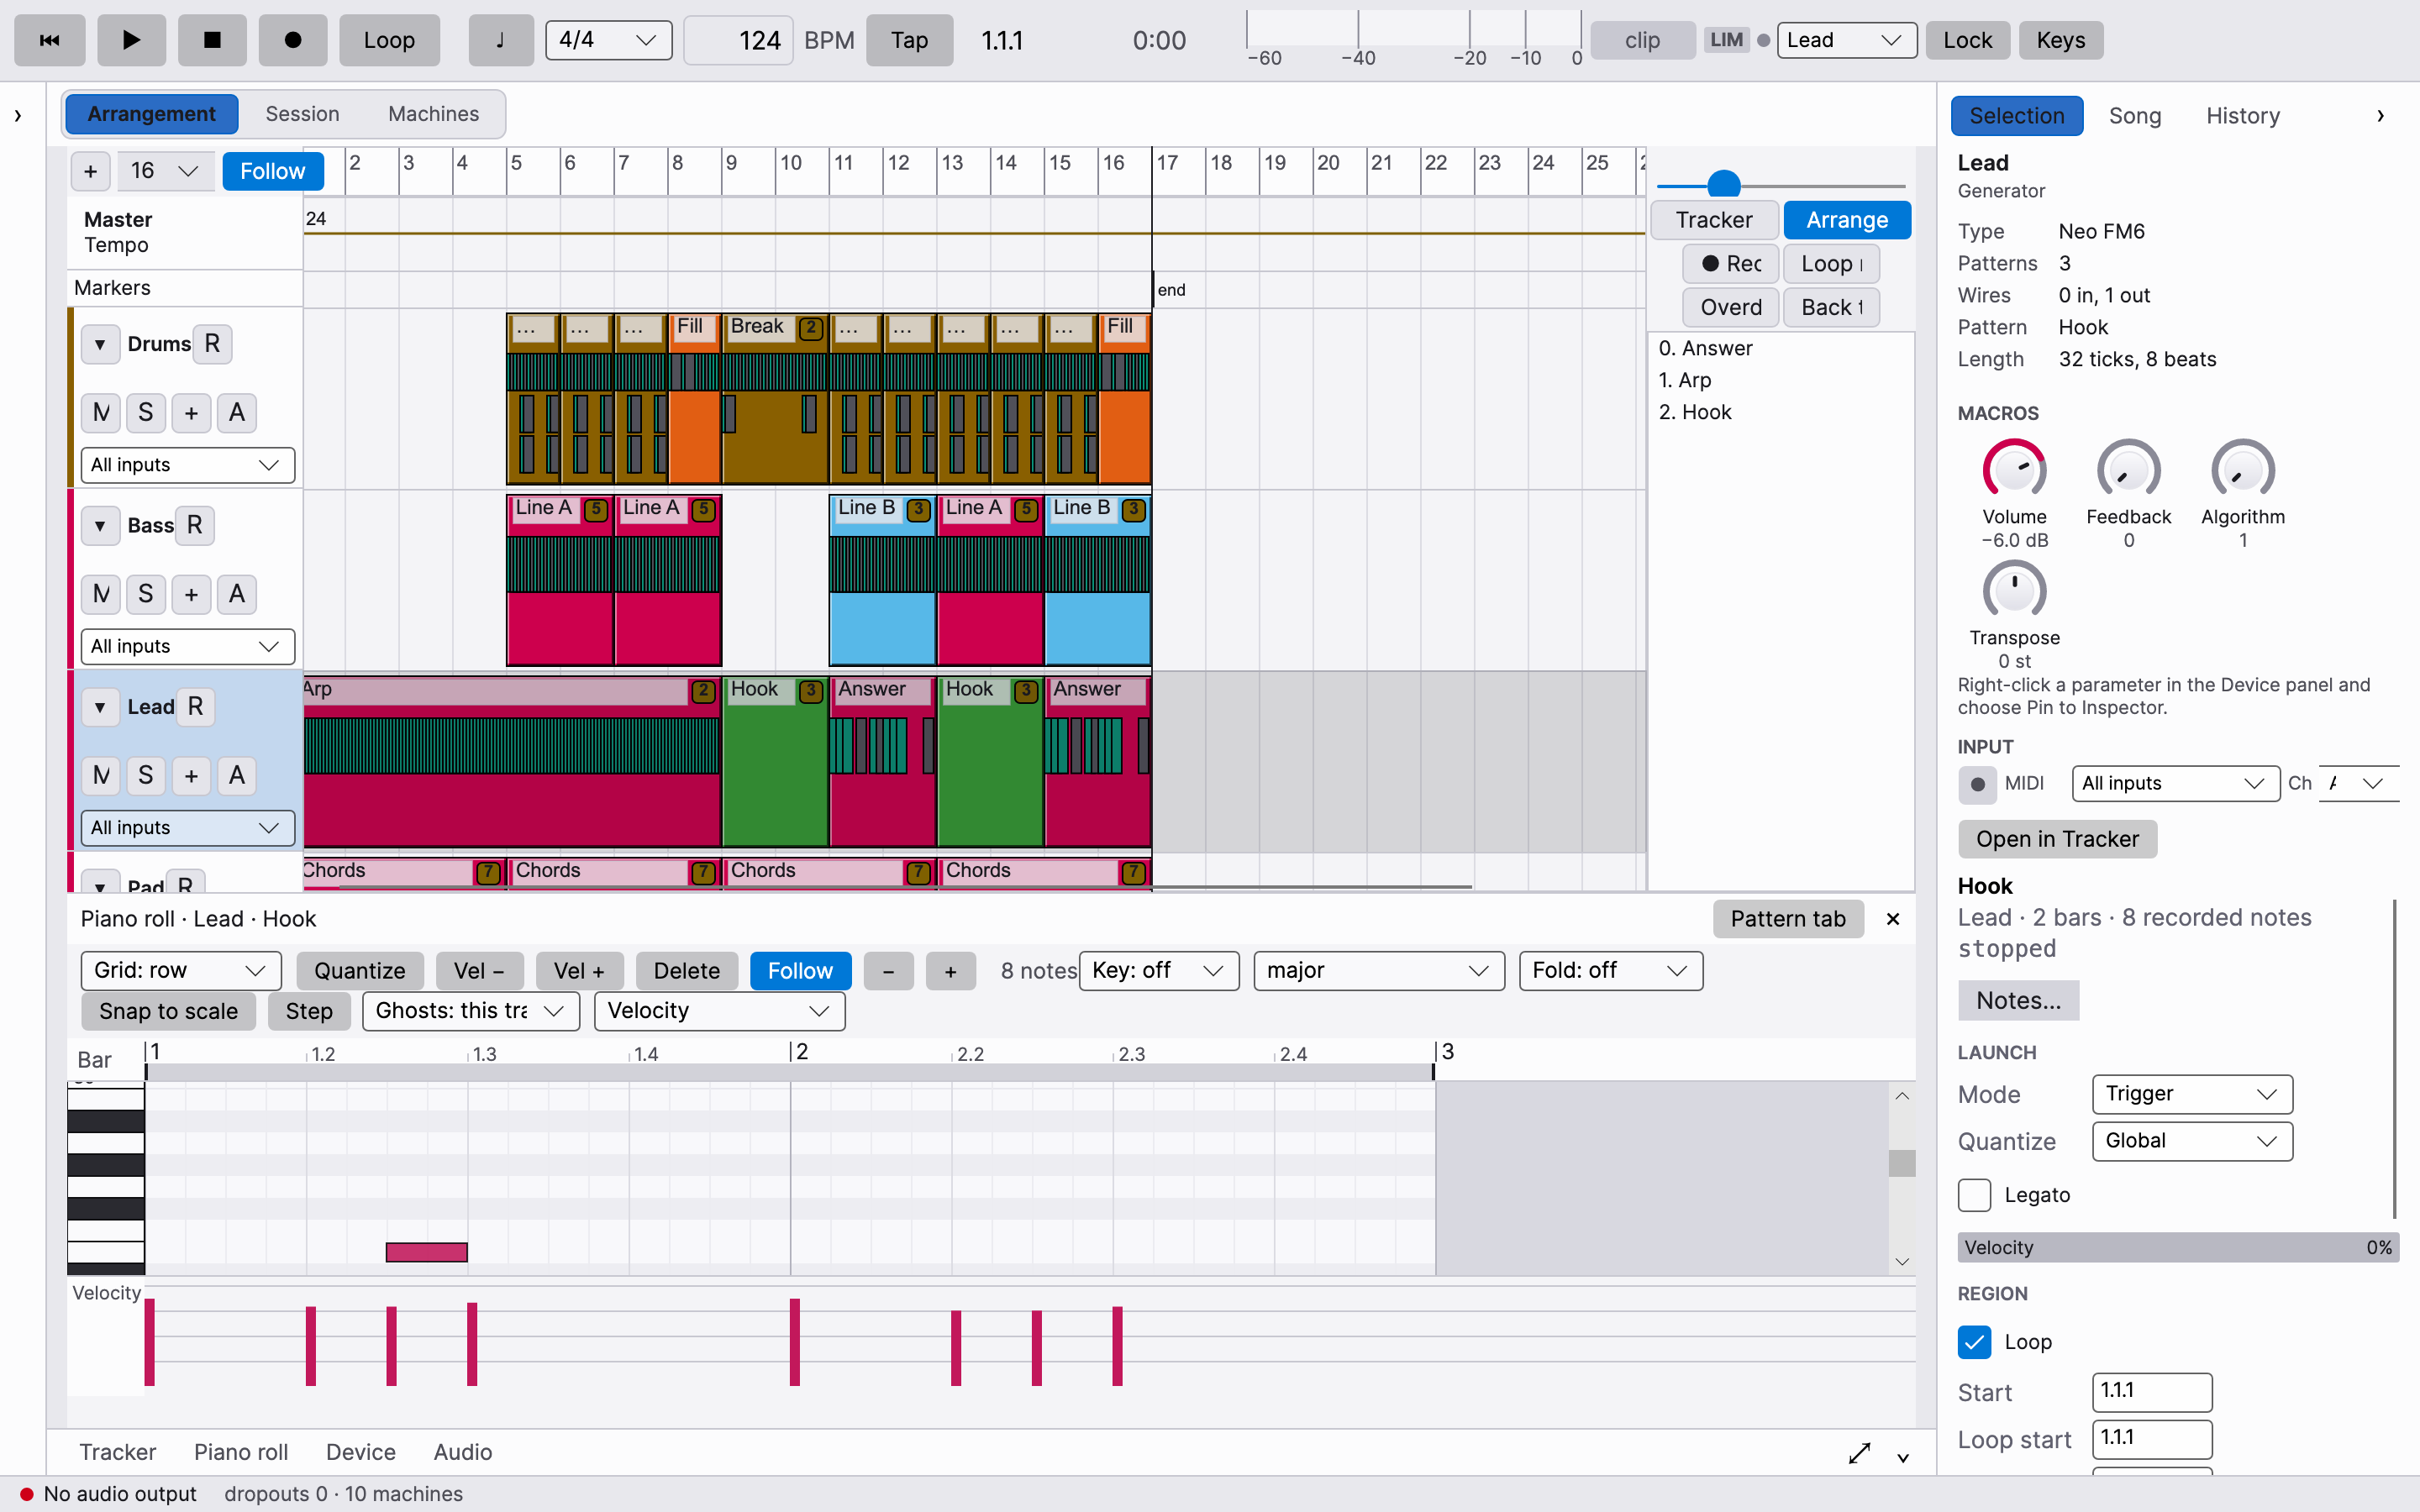 Loop
4/4
124
BPM
Tap
1.1.1
0:00
−60 −40 −20 −10 0
clip
LIM
Lead
Lock
Keys
Arrangement Session Machines
Selection Song History
+ 16 Follow
2 3 4 5 6 7 8 9 10 11 12 13 14 15 16 17 18 19 20 21 22 23 24 25
Master
Tempo
24
Markers
end
Tracker Arrange
Rec Loop
Overd Back
0. Answer
1. Arp
2. Hook
Drums R
M S + A
All inputs
... ... ... Fill Break 2 ... ... ... ... ... Fill
Bass R
M S + A
All inputs
Line A 5 Line A 5 Line B 3 Line A 5 Line B 3
Lead R
M S + A
All inputs
Arp 2 Hook 3 Answer Hook 3 Answer
Pad R
Chords 7 Chords 7 Chords 7 Chords 7
Piano roll · Lead · Hook
Pattern tab ×
Grid: row Quantize Vel − Vel + Delete Follow − + 8 notes Key: off major Fold: off
Snap to scale Step Ghosts: this tra Velocity
Bar 1 1.2 1.3 1.4 2 2.2 2.3 2.4 3
Velocity
Tracker Piano roll Device Audio
No audio output dropouts 0 · 10 machines
Lead
Generator
Type Neo FM6
Patterns 3
Wires 0 in, 1 out
Pattern Hook
Length 32 ticks, 8 beats
MACROS
Volume Feedback Algorithm
−6.0 dB 0 1
Transpose
0 st
Right-click a parameter in the Device panel and
choose Pin to Inspector.
INPUT
MIDI All inputs Ch
Open in Tracker
Hook
Lead · 2 bars · 8 recorded notes
stopped
Notes...
LAUNCH
Mode Trigger
Quantize Global
Legato
Velocity 0%
REGION
Loop
Start 1.1.1
Loop start 1.1.1